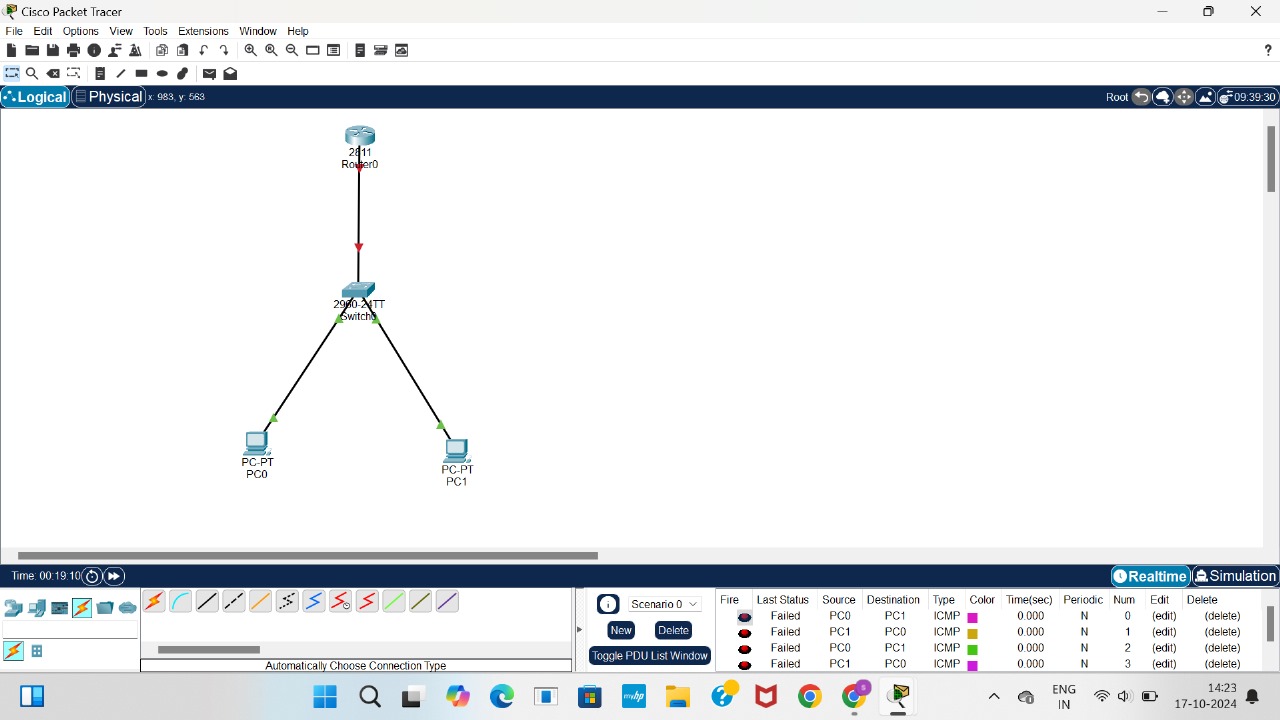 Cisco Packet Tracer
File Edit Options View Tools Extensions Window Help
?
Logical Physical x: 983, y: 563 Root 09:39:30
2811
Router0
2960-24TT
Switch0
PC-PT
PC0
PC-PT
PC1
Time: 00:19:10 Realtime Simulation
Scenario 0
New Delete
Toggle PDU List Window
Automatically Choose Connection Type
Fire Last Status Source Destination Type Color Time(sec) Periodic Num Edit Delete
Failed PC0 PC1 ICMP 0.000 N 0 (edit) (delete)
Failed PC1 PC0 ICMP 0.000 N 1 (edit) (delete)
Failed PC0 PC1 ICMP 0.000 N 2 (edit) (delete)
Failed PC1 PC0 ICMP 0.000 N 3 (edit) (delete)
myhp
ENG
IN
14:23
17-10-2024